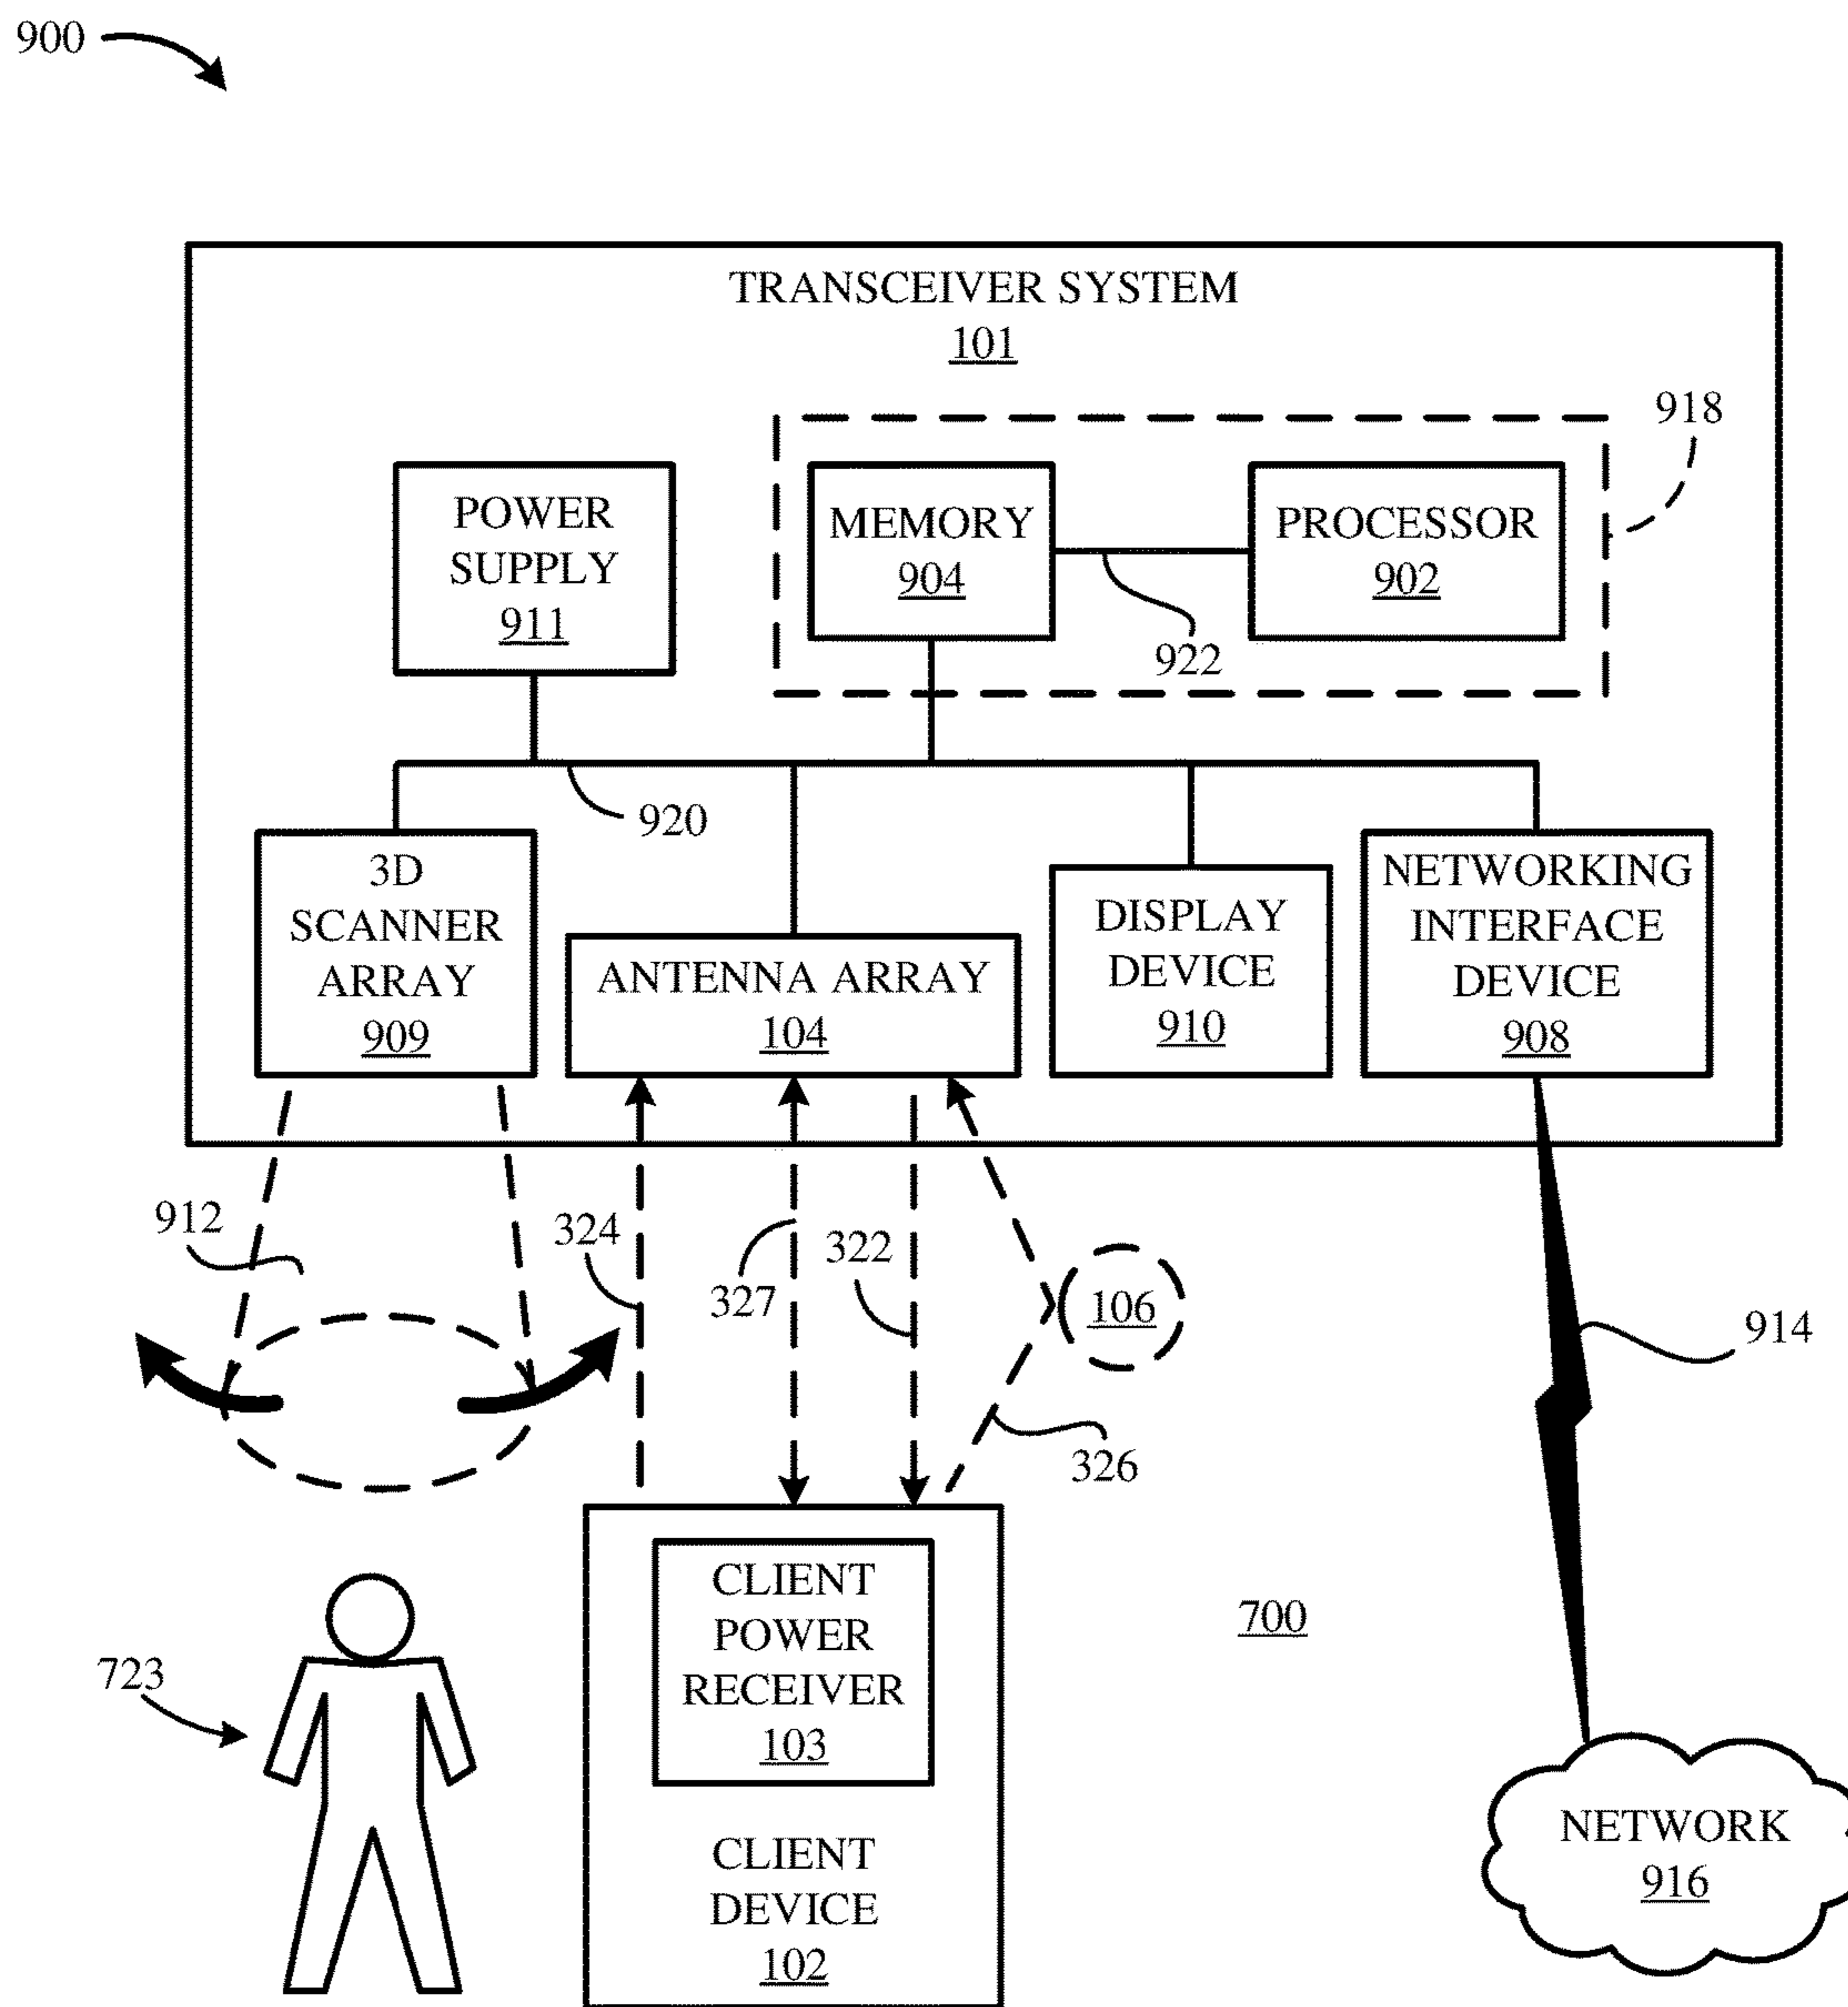 900
TRANSCEIVER SYSTEM
101
918
POWER
SUPPLY
911
MEMORY
904
PROCESSOR
902
922
920
3D
SCANNER
ARRAY
909
ANTENNA ARRAY
104
DISPLAY
DEVICE
910
NETWORKING
INTERFACE
DEVICE
908
912
324
327
322
106
914
326
CLIENT
POWER
RECEIVER
103
700
723
CLIENT
DEVICE
102
NETWORK
916